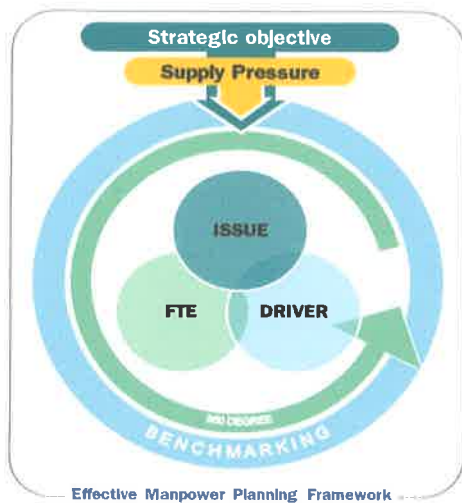 Strategic objective
Supply Pressure
ISSUE
FTE
DRIVER
360 DEGREE
BENCHMARKING
Effective Manpower Planning Framework